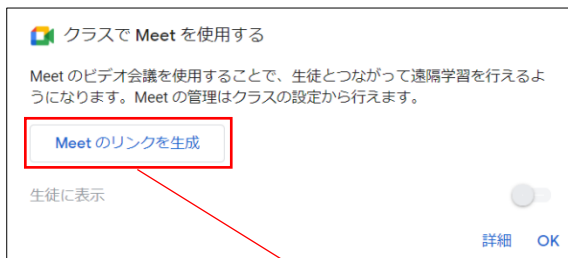 クラスで Meet を使用する
Meet のビデオ会議を使用することで、生徒とつながって遠隔学習を行えるよ
うになります。Meet の管理はクラスの設定から行えます。
Meet のリンクを生成
生徒に表示
詳細 OK